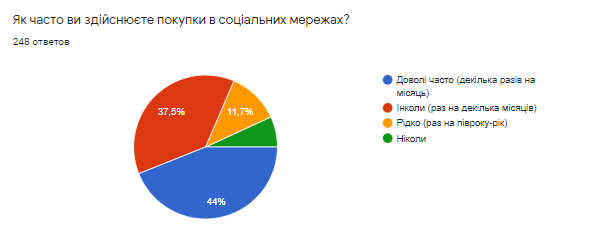 Як часто ви здійснюєте покупки в соціальних мережах?
248 ответов
37,5%
11,7%
44%
Доволі часто (декілька разів на
місяць)
Інколи (раз на декілька місяців)
Рідко (раз на півроку-рік)
Ніколи